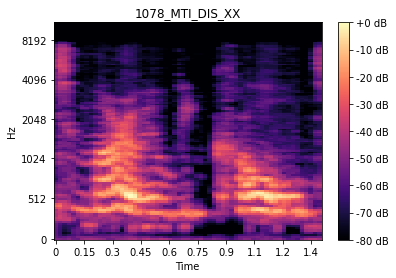 1078_MTI_DIS_XX
+0 dB
8192
-10 dB
4096
-20 dB
-30 dB
2048
Hz
-40 dB
1024
-50 dB
512
-60 dB
-70 dB
0
-80 dB
0 0.15 0.3 0.45 0.6 0.75 0.9 1.1 1.2 1.4
Time